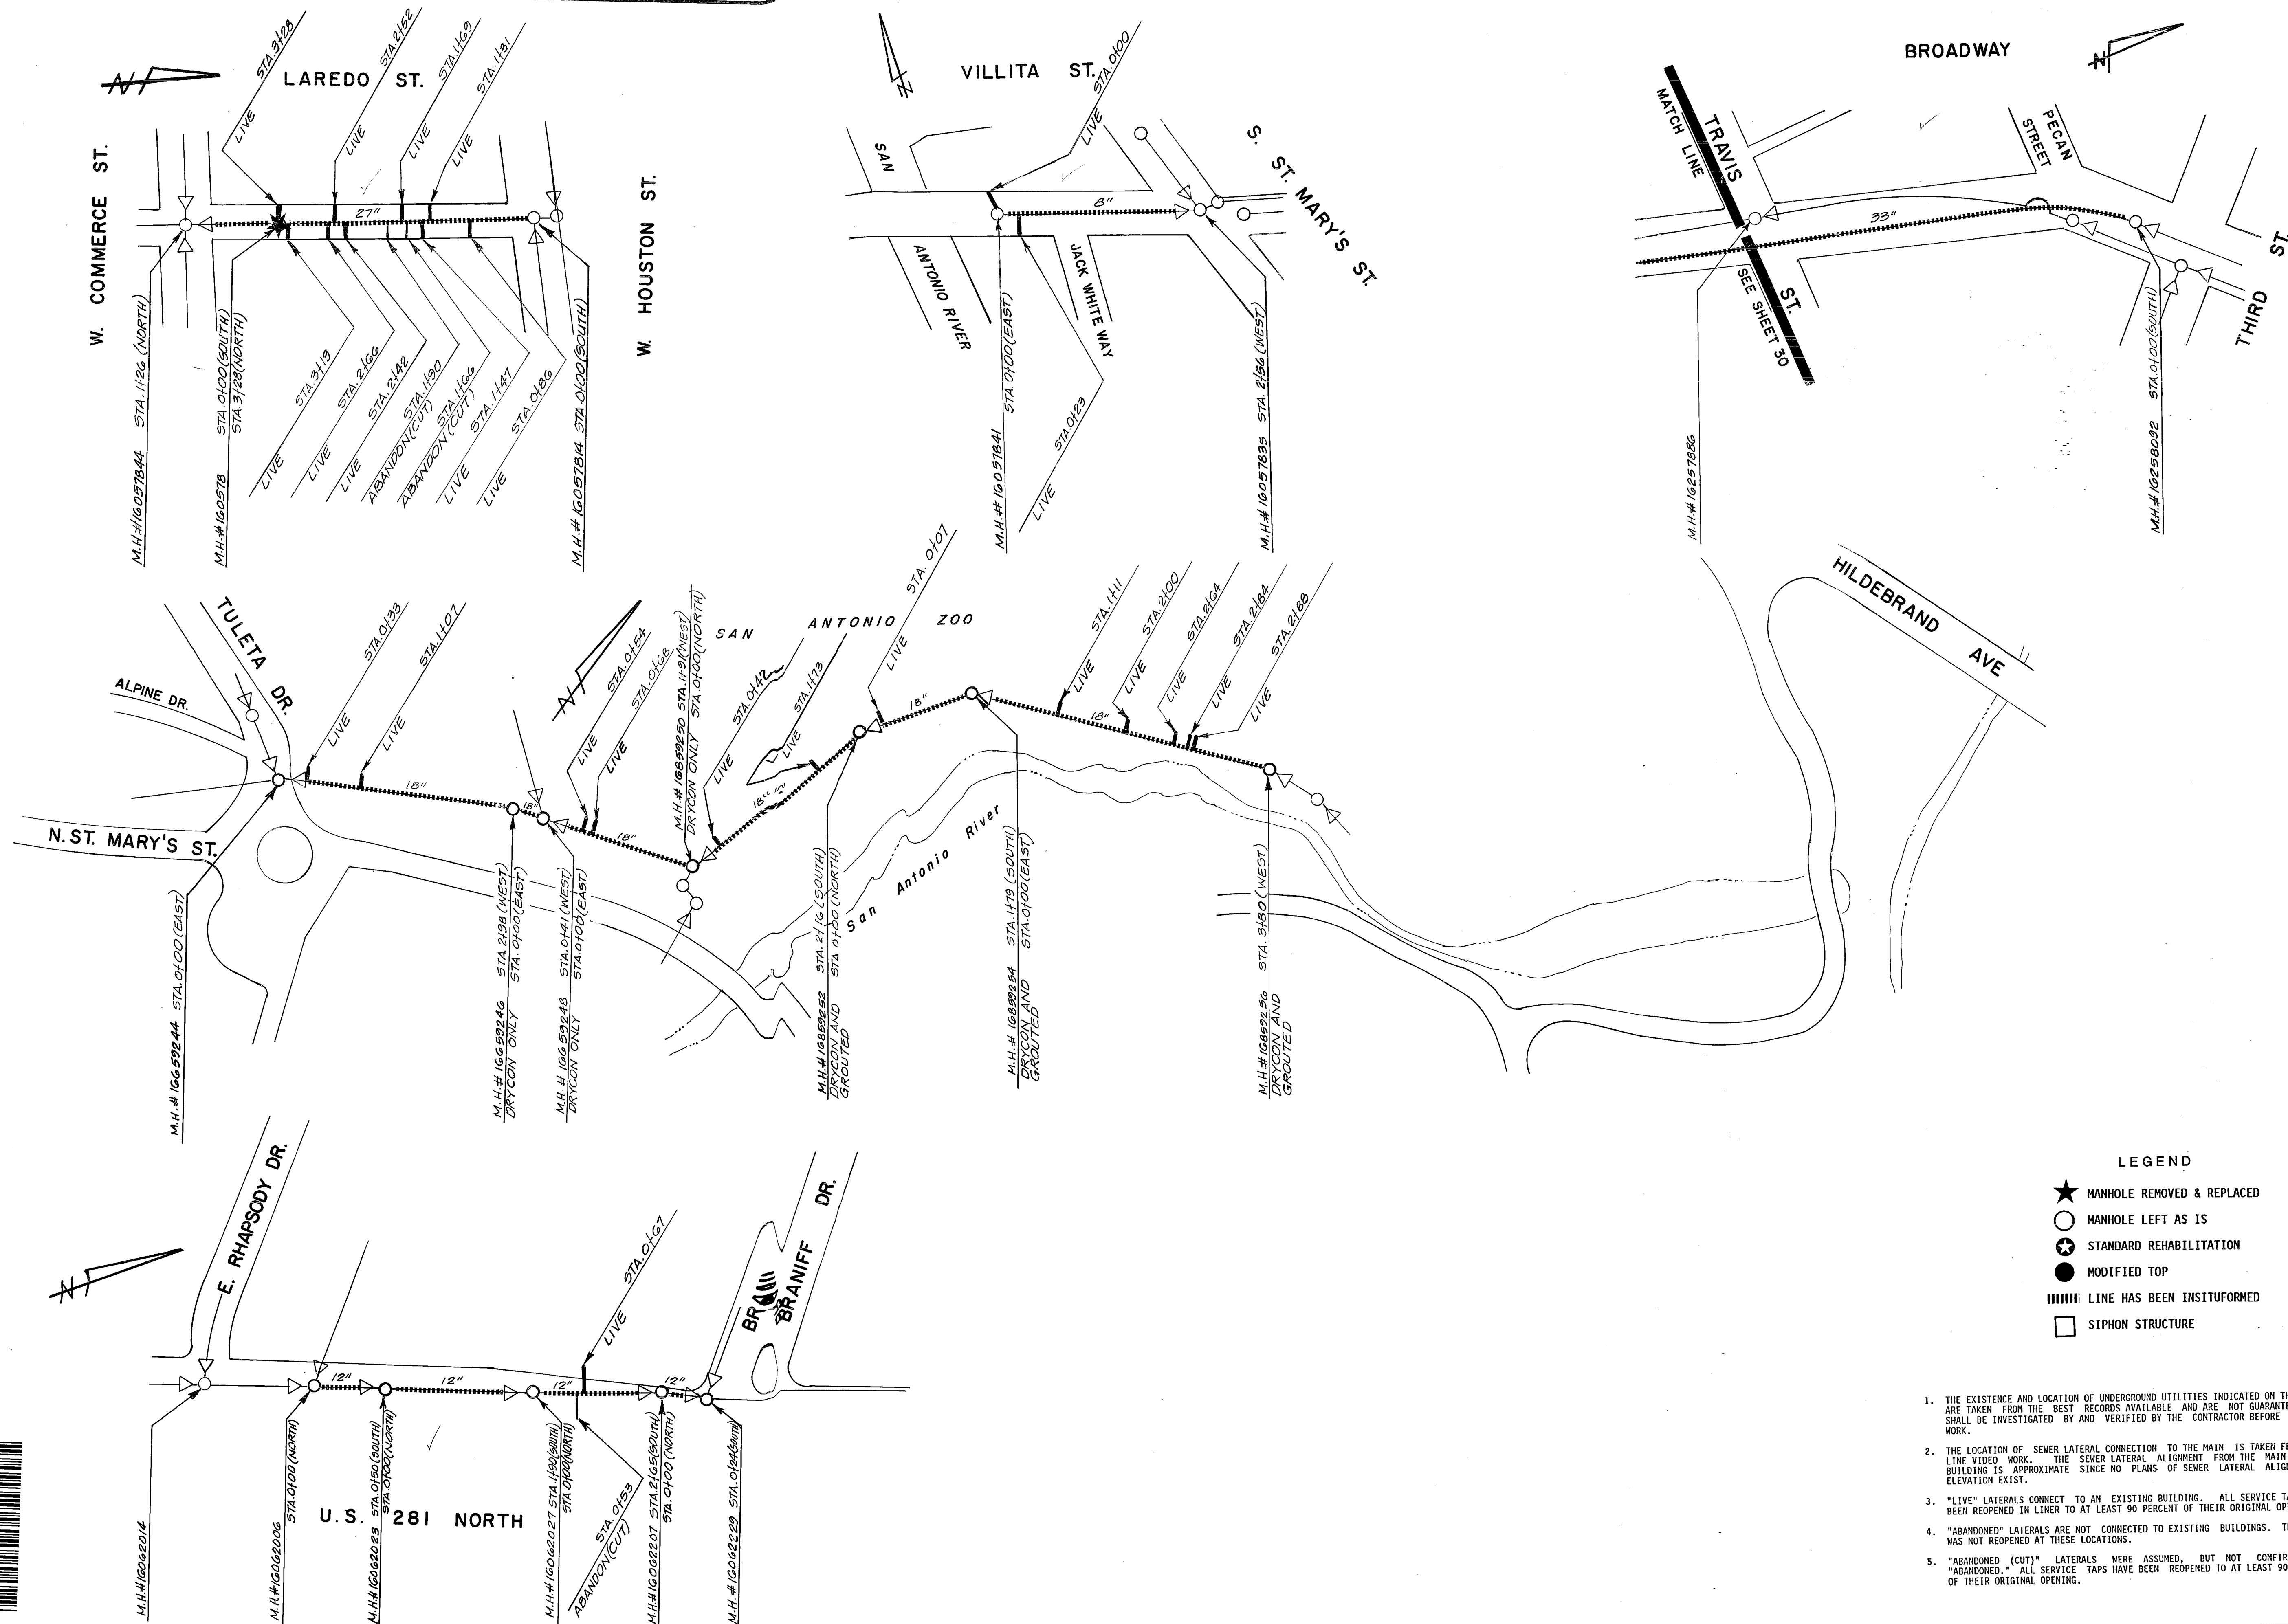 LAREDO ST.
W. COMMERCE ST.
W. HOUSTON ST.
N
STA. 3+28
LIVE
STA. 2+52
LIVE
STA. 1+69
LIVE
STA. 1+31
LIVE
27"
M.H.#16057844 STA. 1+26 (NORTH)
M.H.#160578 STA. 0+00 (SOUTH)
STA. 3+28 (NORTH)
LIVE STA. 3+19
LIVE STA. 2+66
LIVE STA. 2+42
ABANDON (CUT) STA. 1+90
ABANDON (CUT) STA. 1+66
LIVE STA. 1+47
LIVE STA. 0+86
M.H.#16057814 STA. 0+00 (SOUTH)
VILLITA ST.
N
STA. 0+00
LIVE
SAN
ANTONIO RIVER
8"
JACK WHITE WAY
S. ST. MARY'S ST.
M.H.#16057841 STA. 0+00 (EAST)
LIVE STA. 0+23
M.H.#16057835 STA. 2+56 (WEST)
BROADWAY
N
MATCH LINE
TRAVIS ST.
SEE SHEET 30
PECAN STREET
33"
THIRD ST.
M.H.#16257886
M.H.#16258092 STA. 0+00 (SOUTH)
HILDEBRAND AVE
TULETA DR.
ALPINE DR.
N. ST. MARY'S ST.
N
SAN ANTONIO ZOO
San Antonio River
LIVE STA. 0+33
LIVE STA. 1+07
18"
18"
LIVE STA. 0+54
LIVE STA. 0+68
18"
M.H.#16859250 STA. 1+91 (WEST)
DRYCON ONLY STA. 0+00 (NORTH)
LIVE STA. 0+42
LIVE STA. 1+73
18"
LIVE STA. 0+07
18"
LIVE STA. 1+11
LIVE STA. 2+00
LIVE STA. 2+64
LIVE STA. 2+84
LIVE STA. 2+88
18"
M.H.#16659244 STA. 0+00 (EAST)
M.H.#16659246 STA. 2+98 (WEST)
DRYCON ONLY STA. 0+00 (EAST)
M.H.#16659248 STA. 0+41 (WEST)
DRYCON ONLY STA. 0+00 (EAST)
M.H.#16859252 STA. 2+16 (SOUTH)
DRYCON AND STA. 0+00 (NORTH)
GROUTED
M.H.#16859254 STA. 1+79 (SOUTH)
DRYCON AND STA. 0+00 (EAST)
GROUTED
M.H.#16859256 STA. 3+80 (WEST)
DRYCON AND
GROUTED
E. RHAPSODY DR.
BRANIFF DR.
N
U.S. 281 NORTH
12"
12"
12"
12"
LIVE STA. 0+67
M.H.#16062014
M.H.#16062006 STA. 0+00 (NORTH)
M.H.#16062023 STA. 0+50 (SOUTH)
STA. 0+00 (NORTH)
M.H.#16062027 STA. 1+90 (SOUTH)
STA. 0+00 (NORTH)
ABANDON (CUT) STA. 0+53
M.H.#16062207 STA. 2+65 (SOUTH)
STA. 0+00 (NORTH)
M.H.#16062229 STA. 0+24 (SOUTH)
LEGEND
MANHOLE REMOVED & REPLACED
MANHOLE LEFT AS IS
STANDARD REHABILITATION
MODIFIED TOP
LINE HAS BEEN INSITUFORMED
SIPHON STRUCTURE
1. THE EXISTENCE AND LOCATION OF UNDERGROUND UTILITIES INDICATED ON TH
ARE TAKEN FROM THE BEST RECORDS AVAILABLE AND ARE NOT GUARANTE
SHALL BE INVESTIGATED BY AND VERIFIED BY THE CONTRACTOR BEFORE
WORK.
2. THE LOCATION OF SEWER LATERAL CONNECTION TO THE MAIN IS TAKEN FR
LINE VIDEO WORK. THE SEWER LATERAL ALIGNMENT FROM THE MAIN
BUILDING IS APPROXIMATE SINCE NO PLANS OF SEWER LATERAL ALIGN
ELEVATION EXIST.
3. "LIVE" LATERALS CONNECT TO AN EXISTING BUILDING. ALL SERVICE TA
BEEN REOPENED IN LINER TO AT LEAST 90 PERCENT OF THEIR ORIGINAL OPE
4. "ABANDONED" LATERALS ARE NOT CONNECTED TO EXISTING BUILDINGS. T
WAS NOT REOPENED AT THESE LOCATIONS.
5. "ABANDONED (CUT)" LATERALS WERE ASSUMED, BUT NOT CONFIR
"ABANDONED." ALL SERVICE TAPS HAVE BEEN REOPENED TO AT LEAST 90
OF THEIR ORIGINAL OPENING.